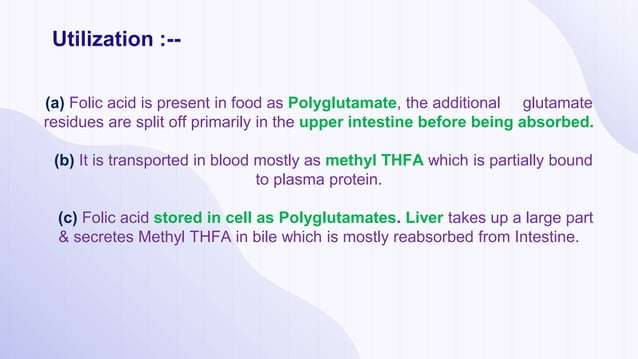 Utilization :--
(a) Folic acid is present in food as Polyglutamate, the additional glutamate
residues are split off primarily in the upper intestine before being absorbed.
(b) It is transported in blood mostly as methyl THFA which is partially bound
to plasma protein.
(c) Folic acid stored in cell as Polyglutamates. Liver takes up a large part
& secretes Methyl THFA in bile which is mostly reabsorbed from Intestine.